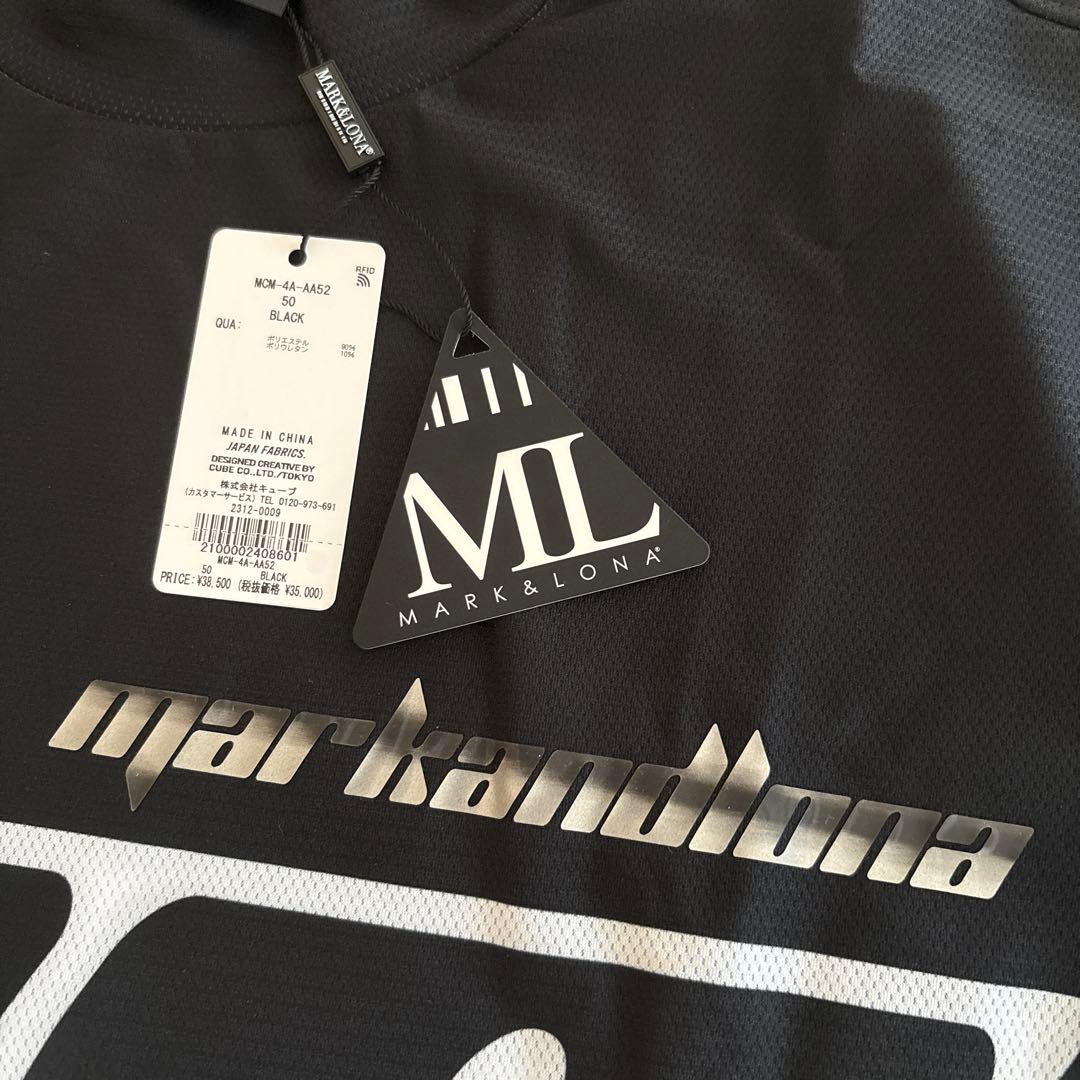 MARK&LONA®
RFID
MCM-4A-AA52
50
BLACK
QUA:
ポリエステル 90%
ポリウレタン 10%
MADE IN CHINA
JAPAN FABRICS.
DESIGNED CREATIVE BY
CUBE CO.,LTD./TOKYO
株式会社キューブ
(カスタマーサービス) TEL 0120-973-691
2312-0009
2100002408601
MCM-4A-AA52
50 BLACK
PRICE:¥38,500 (税抜価格 ¥35,000)
ML
MARK&LONA®
markandlona